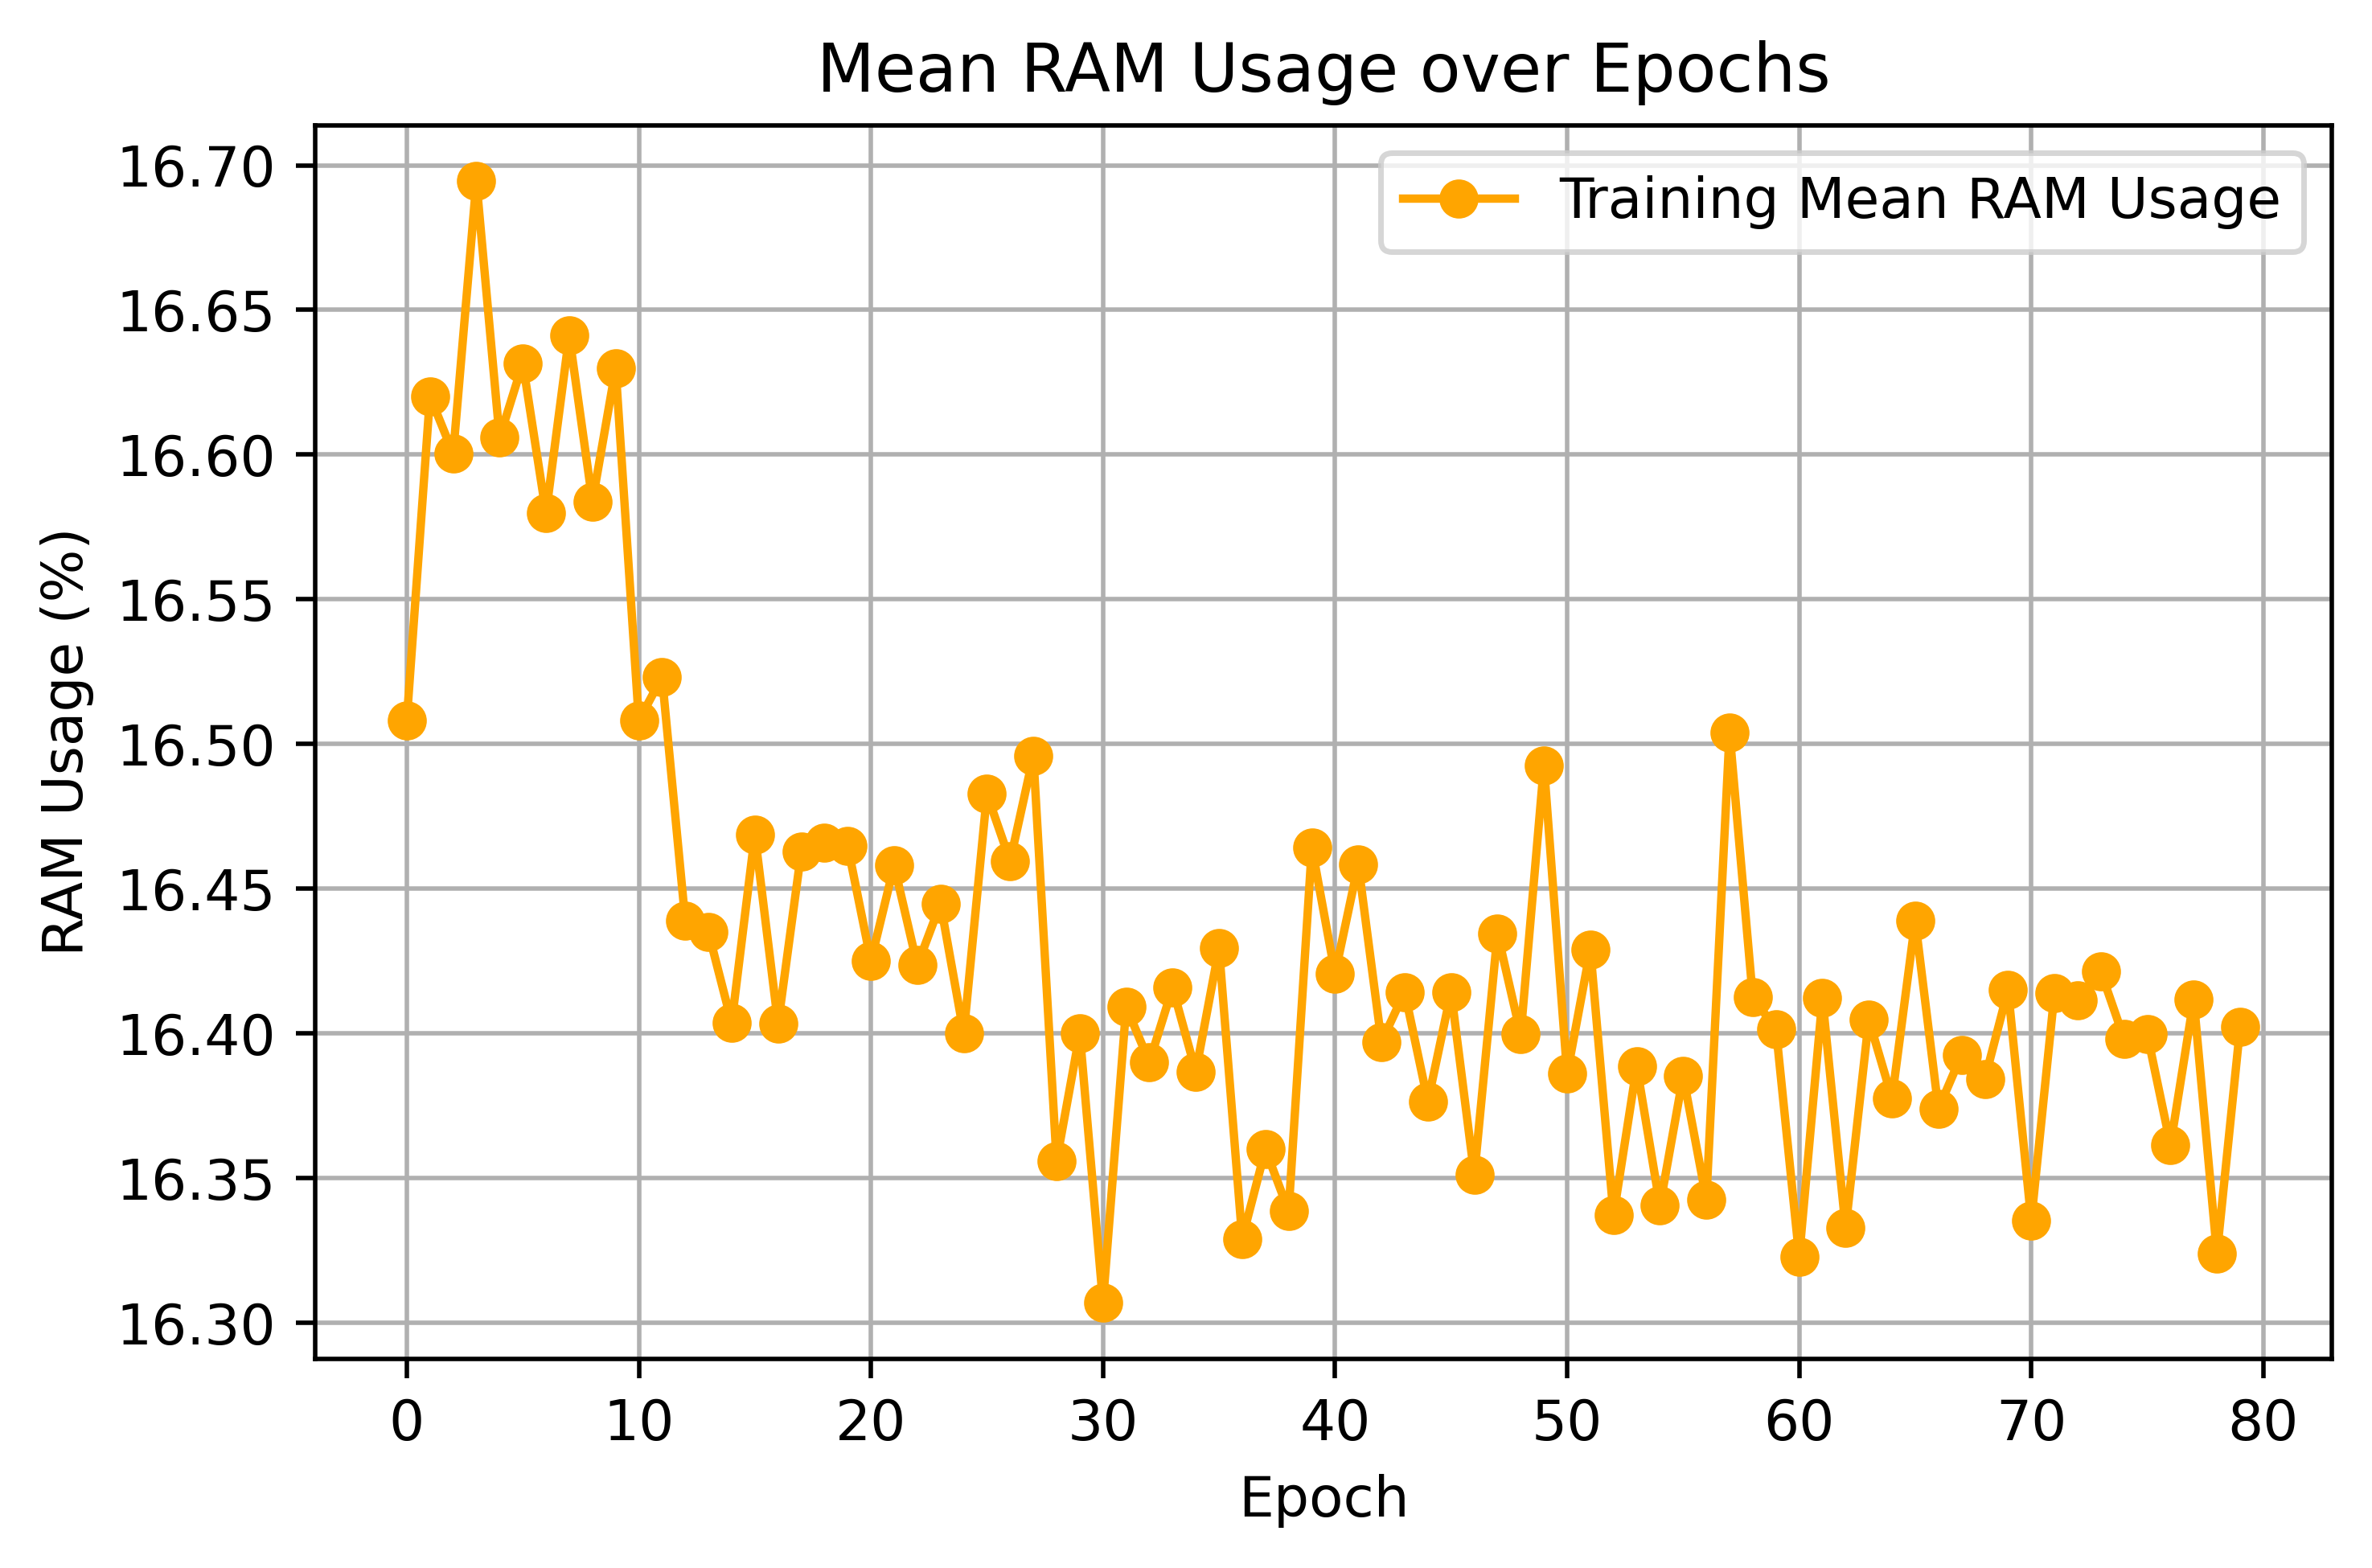 Mean RAM Usage over Epochs
Training Mean RAM Usage
16.70
16.65
16.60
16.55
16.50
16.45
16.40
16.35
16.30
RAM Usage (%)
0 10 20 30 40 50 60 70 80
Epoch